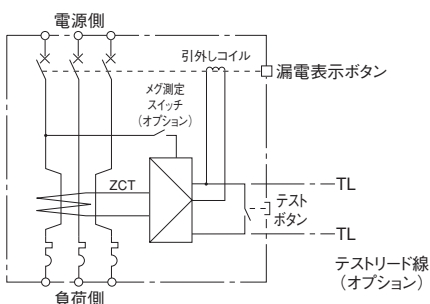 電源側
引外しコイル
漏電表示ボタン
メグ測定
スイッチ
(オプション)
ZCT
TL
テスト
ボタン
TL
テストリード線
(オプション)
負荷側